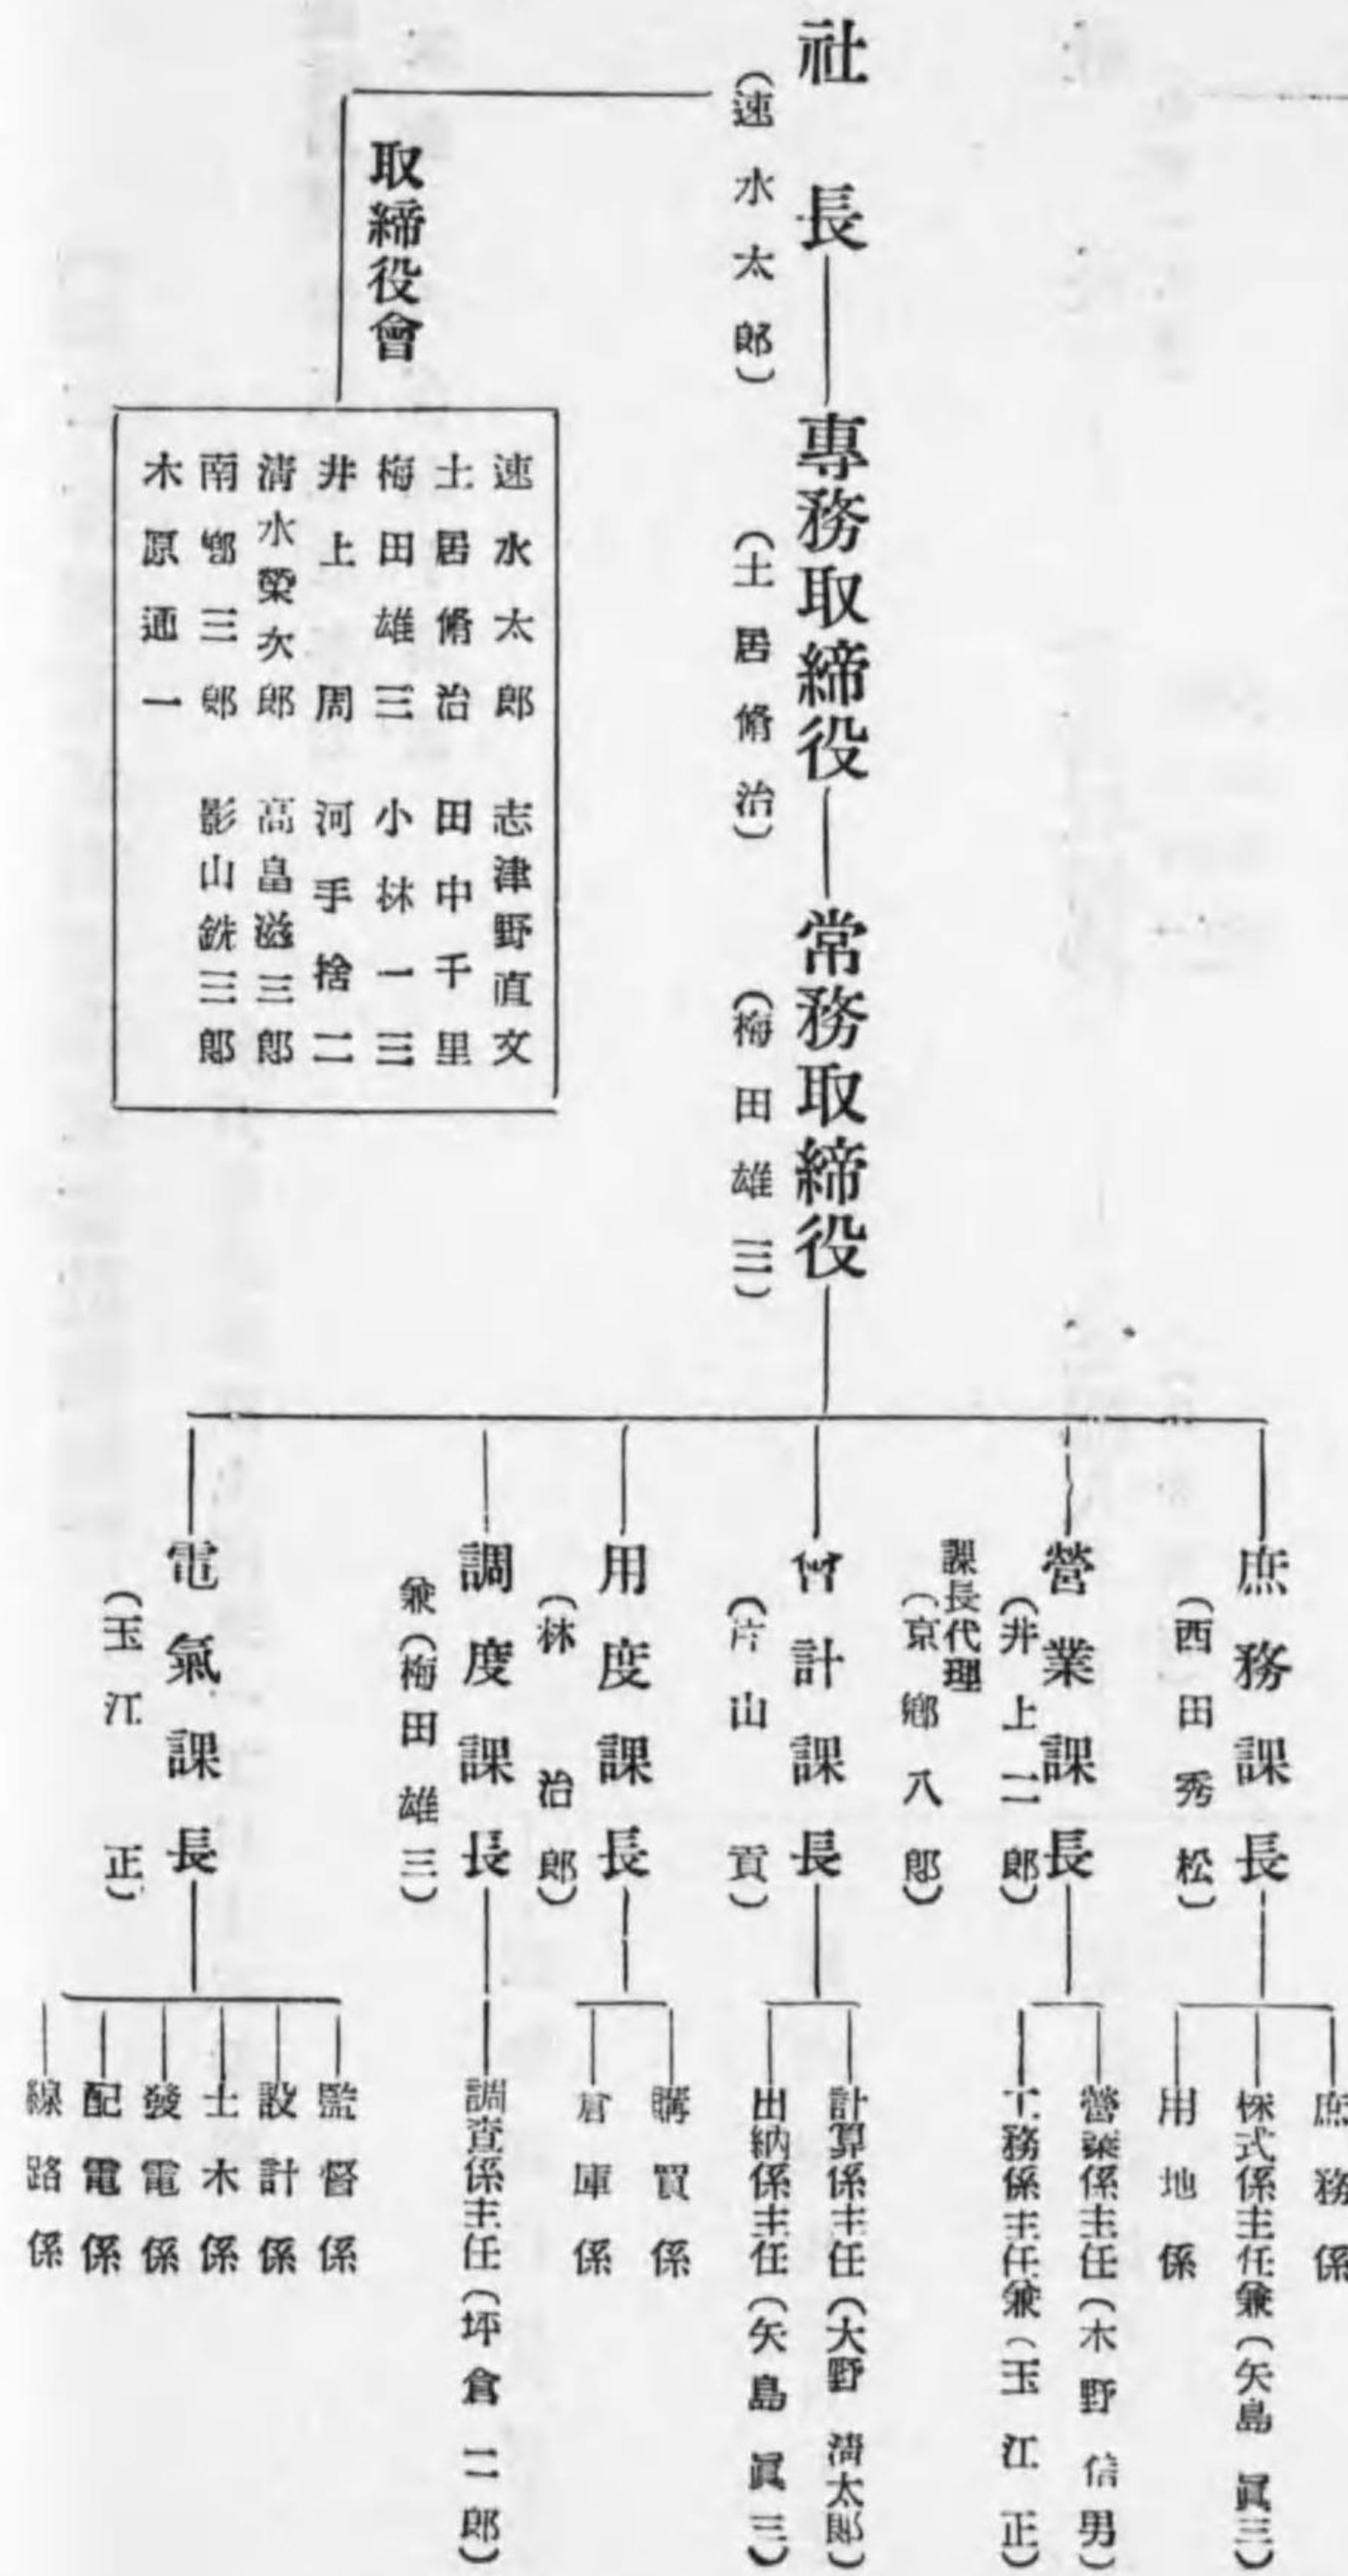 社長
(速水太郎)
專務取締役
(土居脩治)
常務取締役
(梅田雄三)
取締役會
速水太郎 志津野直文
土居脩治 田中千里
梅田雄三 小林一三
井上周 河手捨二
淸水榮次郎 高畠滋三郎
南鄕三郎 影山銑三郎
木原通一
庶務課長
(西田秀松)
營業課長
(井上二郎)
課長代理
(京鄕八郎)
會計課長
(片山貢)
用度課長
(林治郎)
調度課長
兼(梅田雄三)
電氣課長
(玉江正)
庶務係
株式係主任兼(矢島眞三)
用地係
營業係主任(木野信男)
工務係主任兼(玉江正)
計算係主任(大野淸太郞)
出納係主任(矢島眞三)
購買係
倉庫係
調査係主任(坪倉二郎)
監督係
設計係
土木係
發電係
配電係
線路係